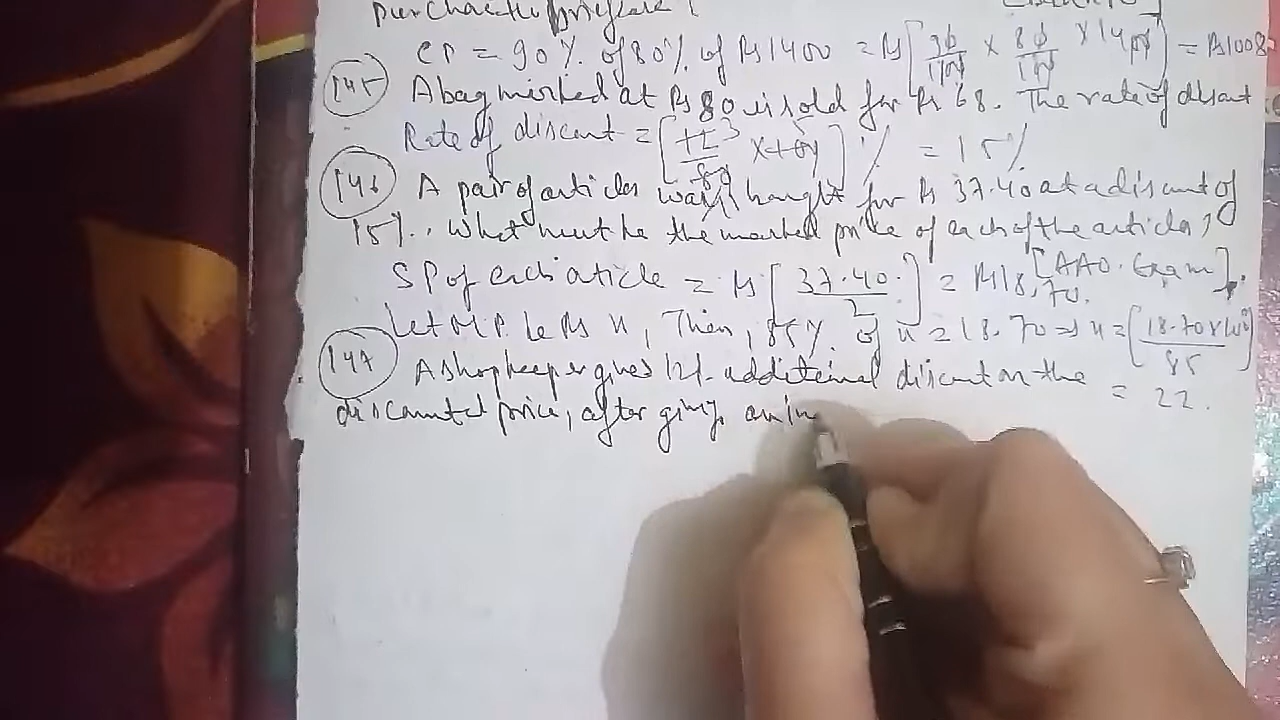 CP = 90% of 80% of Rs 1400 = Rs [90/100 × 80/100 × 1400] = Rs 1008
(145) A bag marked at Rs 80 is sold for Rs 68. The rate of discount
Rate of discount = [12/80 × 100] % = 15%
(146) A pair of articles was bought for Rs 37.40 at a discount of
15%. What must be the marked price of each of the articles?
[AAO. Exam].
SP of each article = Rs [37.40/2] = Rs 18.70.
Let M.P. be Rs x, Then, 85% of x = 18.70 ⇒ x = [18.70 × 100/85]
= 22.
(147) A shopkeeper gives 12% additional discount on the
discounted price, after giving an in